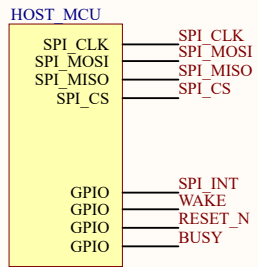 HOST_MCU
SPI_CLK SPI_CLK
SPI_MOSI SPI_MOSI
SPI_MISO SPI_MISO
SPI_CS SPI_CS
GPIO SPI_INT
GPIO WAKE
GPIO RESET_N
GPIO BUSY